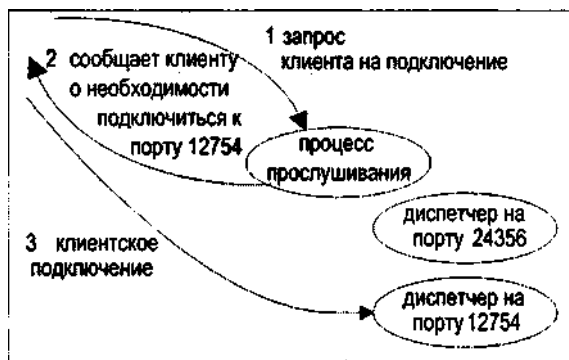 1 запрос
клиента на подключение
2 сообщает клиенту
о необходимости
подключиться к
порту 12754
процесс
прослушивания
диспетчер на
порту 24356
3 клиентское
подключение
диспетчер на
порту 12754